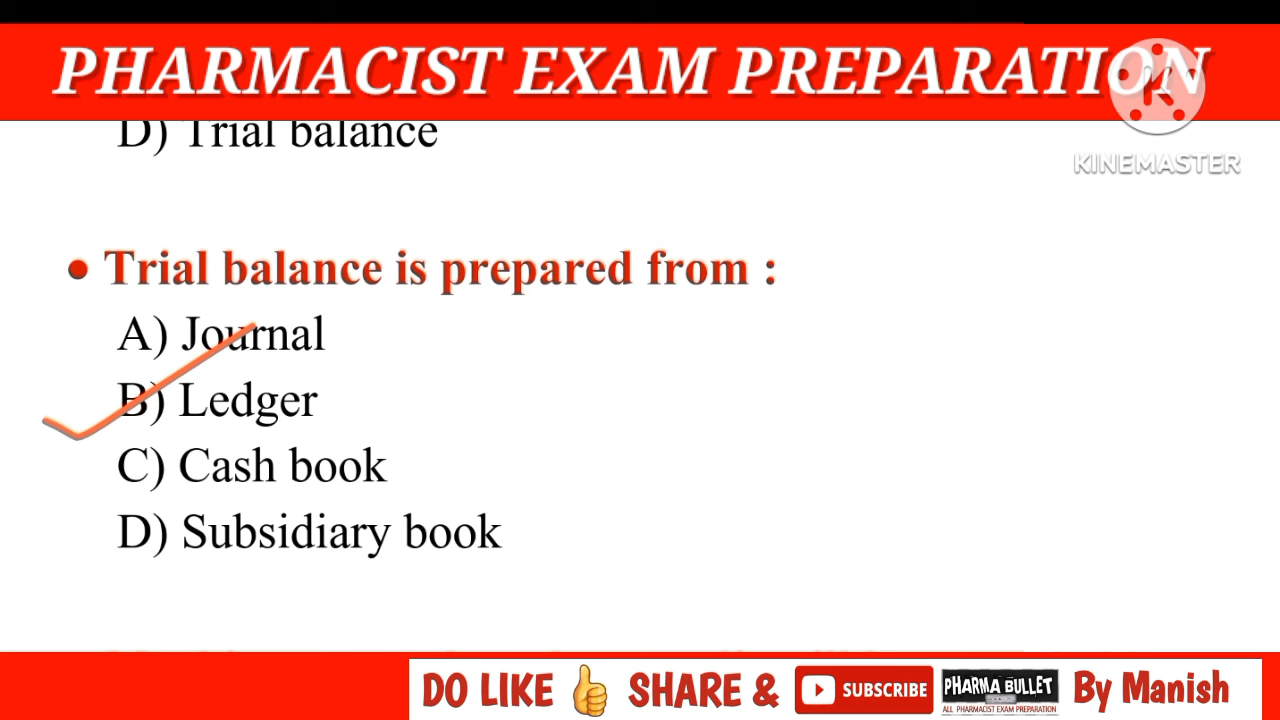 PHARMACIST EXAM PREPARATION
KINEMASTER
D) Trial balance
• Trial balance is prepared from :
A) Journal
B) Ledger
C) Cash book
D) Subsidiary book
DO LIKE 👍 SHARE & SUBSCRIBE PHARMA BULLET By Manish
ALL PHARMACIST EXAM PREPARATION